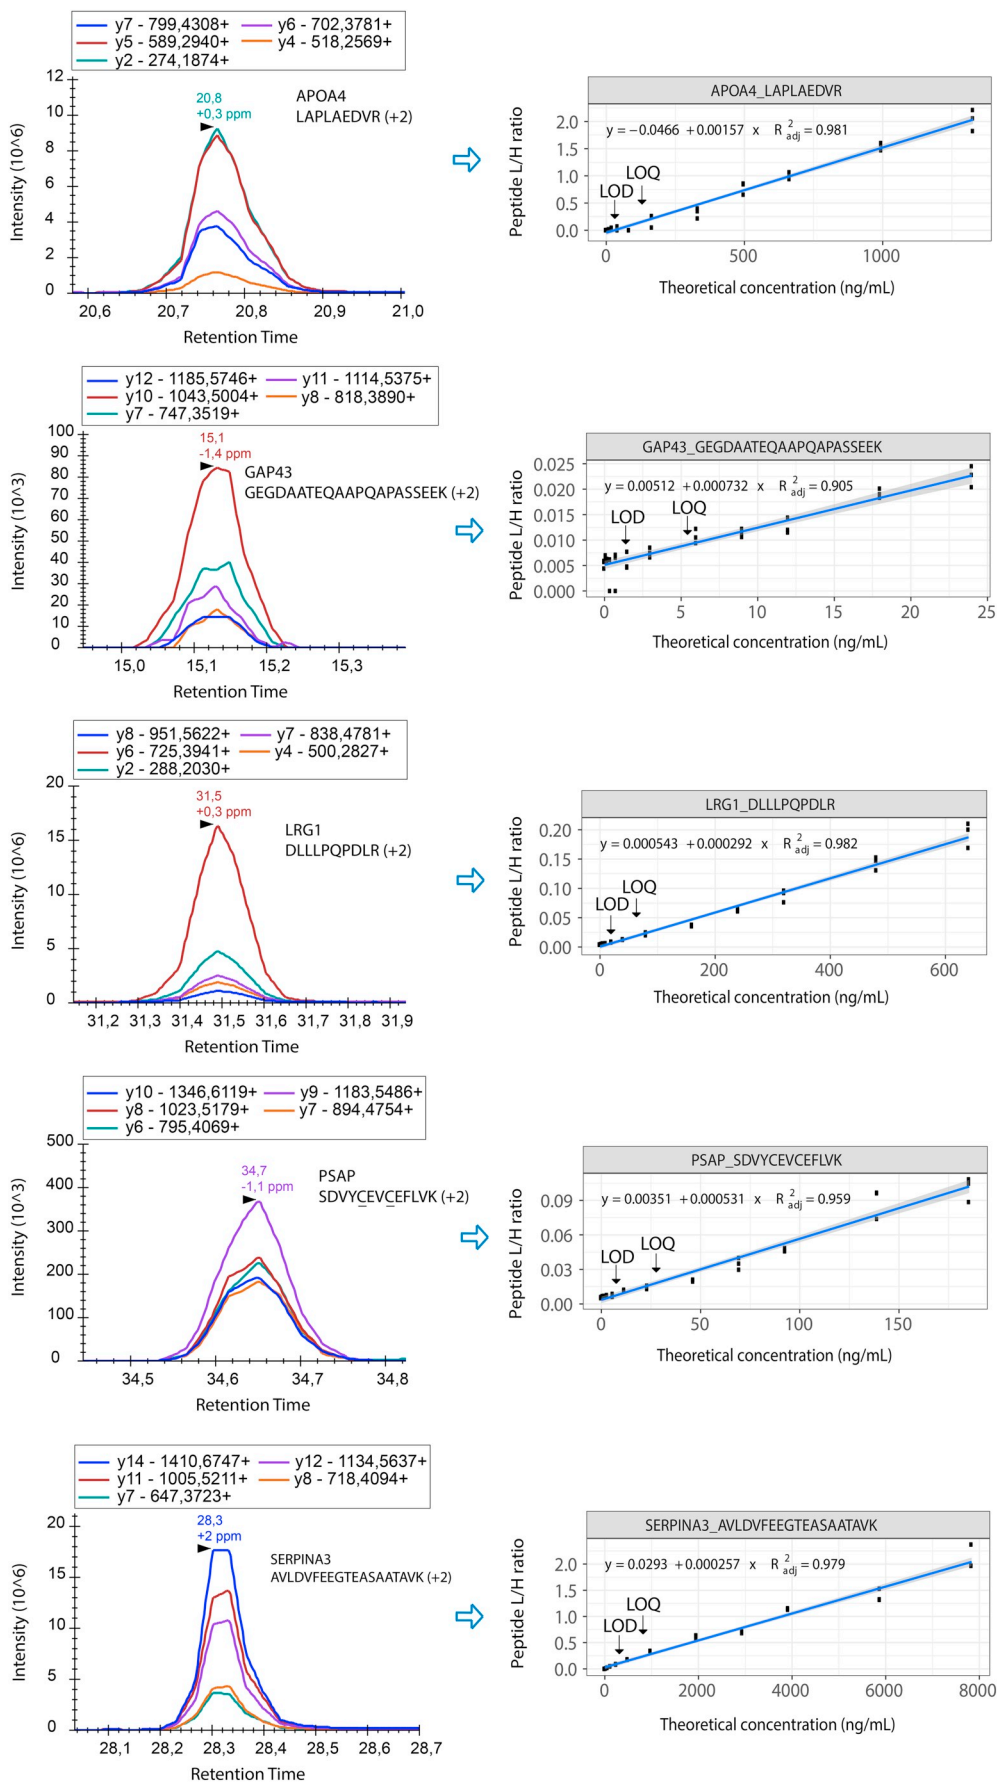 y7 - 799,4308+ y6 - 702,3781+
y5 - 589,2940+ y4 - 518,2569+
y2 - 274,1874+
12
10
8
6
4
2
0
Intensity (10^6)
20,8
+0,3 ppm
APOA4
LAPLAEDVR (+2)
20,6 20,7 20,8 20,9 21,0
Retention Time
APOA4_LAPLAEDVR
y = −0.0466 +0.00157 x R²adj = 0.981
2.0
1.5
1.0
0.5
0.0
Peptide L/H ratio
LOD
LOQ
0 500 1000
Theoretical concentration (ng/mL)
y12 - 1185,5746+ y11 - 1114,5375+
y10 - 1043,5004+ y8 - 818,3890+
y7 - 747,3519+
100
90
80
70
60
50
40
30
20
10
0
Intensity (10^3)
15,1
-1,4 ppm
GAP43
GEGDAATEQAAPQAPASSEEK (+2)
15,0 15,1 15,2 15,3
Retention Time
GAP43_GEGDAATEQAAPQAPASSEEK
y = 0.00512 +0.000732 x R²adj = 0.905
0.025
0.020
0.015
0.010
0.005
0.000
Peptide L/H ratio
LOD
LOQ
0 5 10 15 20 25
Theoretical concentration (ng/mL)
y8 - 951,5622+ y7 - 838,4781+
y6 - 725,3941+ y4 - 500,2827+
y2 - 288,2030+
20
15
10
5
0
Intensity (10^6)
31,5
+0,3 ppm
LRG1
DLLLPQPDLR (+2)
31,2 31,3 31,4 31,5 31,6 31,7 31,8 31,9
Retention Time
LRG1_DLLLPQPDLR
y = 0.000543 +0.000292 x R²adj = 0.982
0.20
0.15
0.10
0.05
0.00
Peptide L/H ratio
LOD
LOQ
0 200 400 600
Theoretical concentration (ng/mL)
y10 - 1346,6119+ y9 - 1183,5486+
y8 - 1023,5179+ y7 - 894,4754+
y6 - 795,4069+
500
400
300
200
100
0
Intensity (10^3)
34,7
-1,1 ppm
PSAP
SDVYCEVCEFLVK (+2)
34,5 34,6 34,7 34,8
Retention Time
PSAP_SDVYCEVCEFLVK
y = 0.00351 +0.000531 x R²adj = 0.959
0.09
0.06
0.03
0.00
Peptide L/H ratio
LOD
LOQ
0 50 100 150
Theoretical concentration (ng/mL)
y14 - 1410,6747+ y12 - 1134,5637+
y11 - 1005,5211+ y8 - 718,4094+
y7 - 647,3723+
20
15
10
5
0
Intensity (10^6)
28,3
+2 ppm
SERPINA3
AVLDVFEEGTEASAATAVK (+2)
28,1 28,2 28,3 28,4 28,5 28,6 28,7
Retention Time
SERPINA3_AVLDVFEEGTEASAATAVK
y = 0.0293 +0.000257 x R²adj = 0.979
2.0
1.5
1.0
0.5
0.0
Peptide L/H ratio
LOD
LOQ
0 2000 4000 6000 8000
Theoretical concentration (ng/mL)